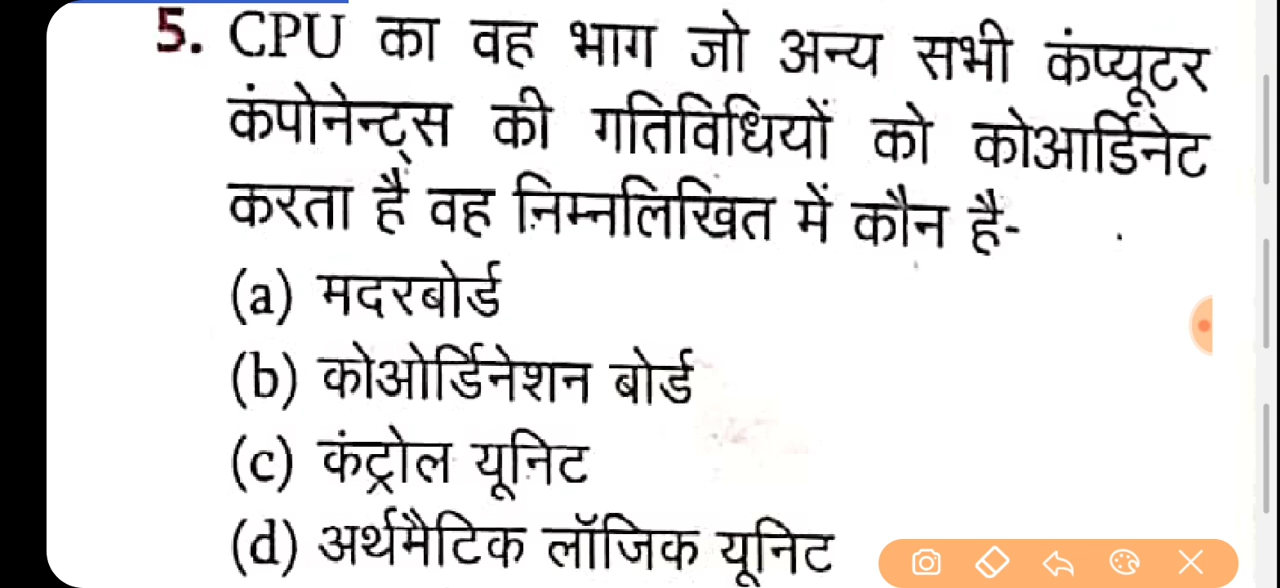 5. CPU का वह भाग जो अन्य सभी कंप्यूटर
कंपोनेन्ट्स की गतिविधियों को कोआर्डिनेट
करता हैं वह निम्नलिखित में कौन है-
(a) मदरबोर्ड
(b) कोओर्डिनेशन बोर्ड
(c) कंट्रोल यूनिट
(d) अर्थमैटिक लॉजिक यूनिट